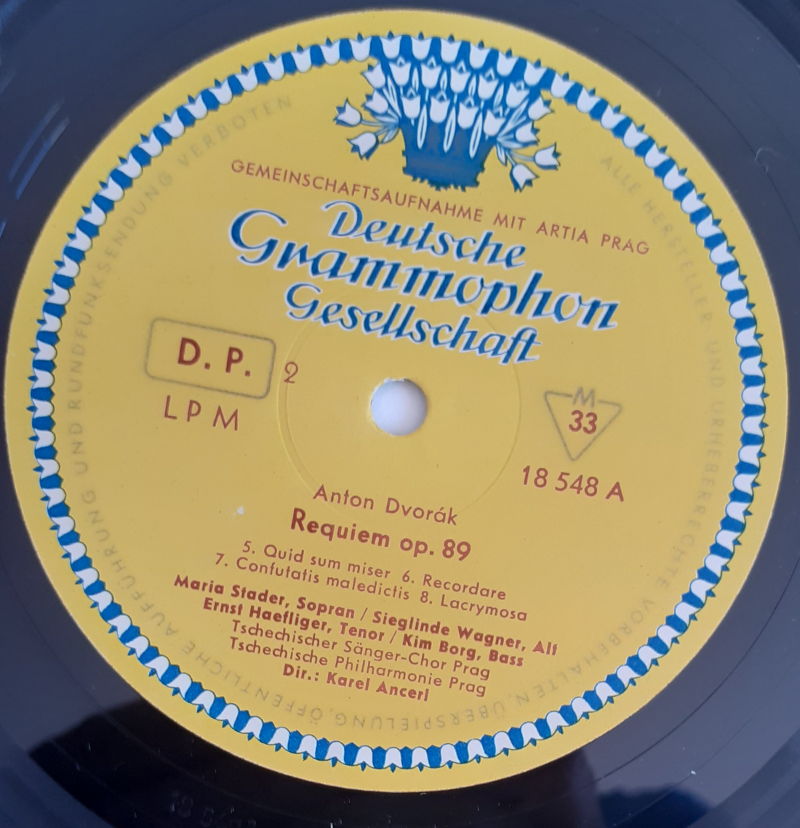 GEMEINSCHAFTSAUFNAHME MIT ARTIA PRAG
Deutsche
Grammophon
Gesellschaft
D. P.
2
LPM
M
33
18 548 A
Anton Dvorák
Requiem op. 89
5. Quid sum miser 6. Recordare
7. Confutatis maledictis 8. Lacrymosa
Maria Stader, Sopran / Sieglinde Wagner, Alt
Ernst Haefliger, Tenor / Kim Borg, Bass
Tschechischer Sänger-Chor Prag
Tschechische Philharmonie Prag
Dir.: Karel Ancerl
ALLE HERSTELLER- UND URHEBERRECHTE VORBEHALTEN. ÜBERSPIELUNG, ÖFFENTLICHE AUFFÜHRUNG UND RUNDFUNKSENDUNG VERBOTEN